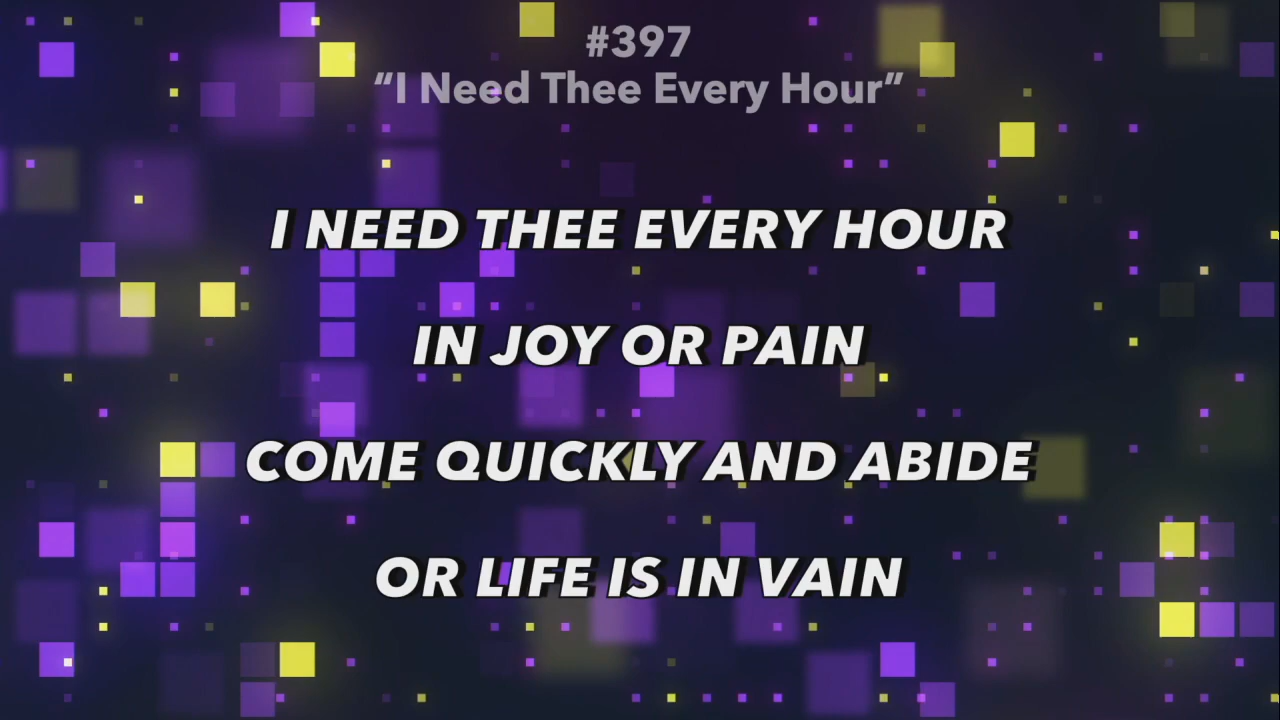 #397
“I Need Thee Every Hour”
I NEED THEE EVERY HOUR
IN JOY OR PAIN
COME QUICKLY AND ABIDE
OR LIFE IS IN VAIN